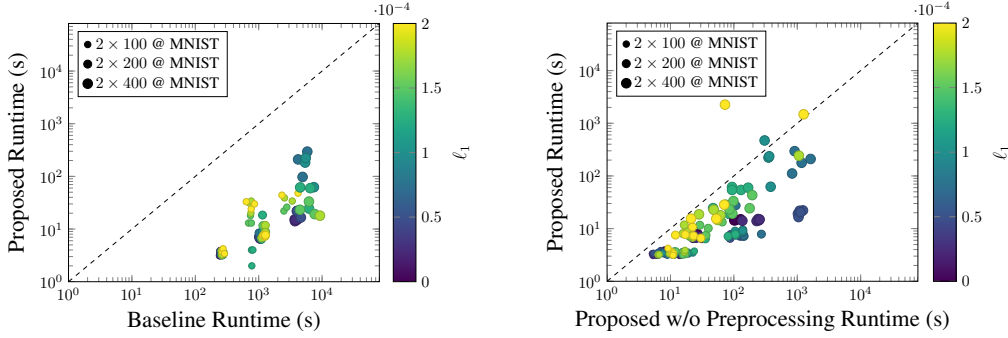 ·10⁻⁴
2 × 100 @ MNIST
2 × 200 @ MNIST
2 × 400 @ MNIST
10⁴
10³
10²
10¹
10⁰
10⁰ 10¹ 10² 10³ 10⁴
Proposed Runtime (s)
Baseline Runtime (s)
2
1.5
1
0.5
0
ℓ₁
·10⁻⁴
2 × 100 @ MNIST
2 × 200 @ MNIST
2 × 400 @ MNIST
10⁴
10³
10²
10¹
10⁰
10⁰ 10¹ 10² 10³ 10⁴
Proposed Runtime (s)
Proposed w/o Preprocessing Runtime (s)
2
1.5
1
0.5
0
ℓ₁